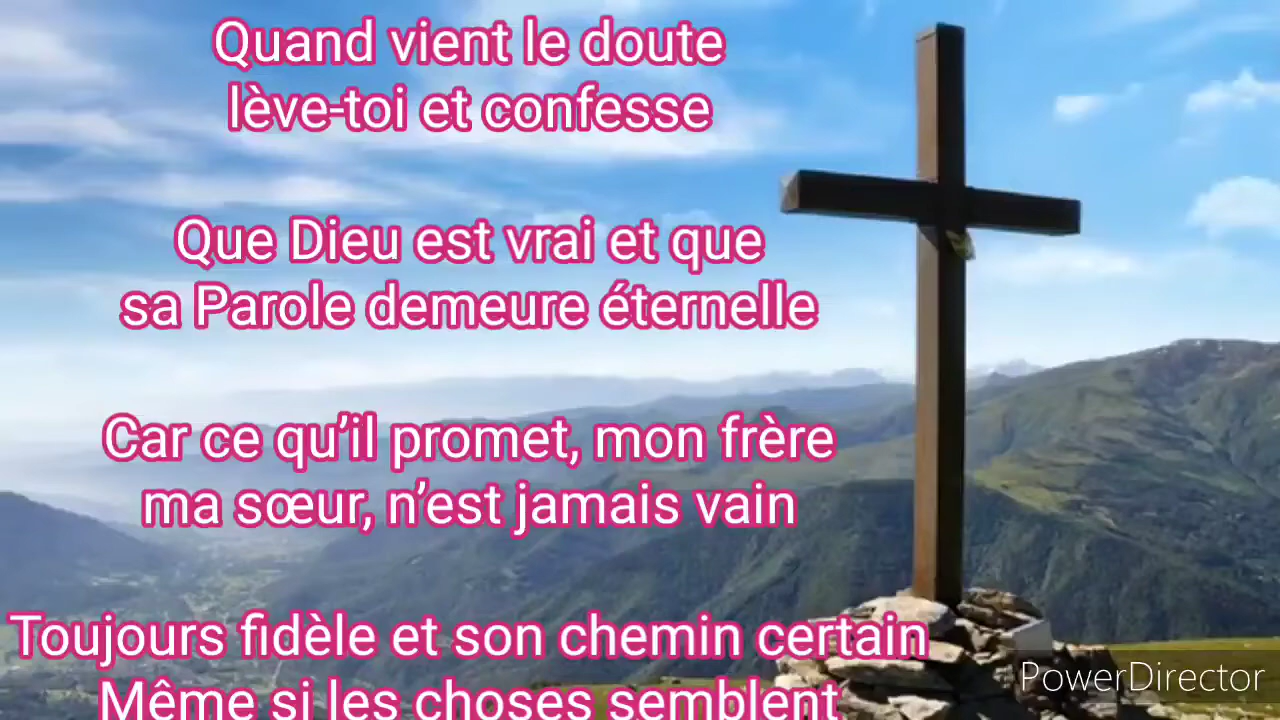 Quand vient le doute
lève-toi et confesse
Que Dieu est vrai et que
sa Parole demeure éternelle
Car ce qu’il promet, mon frère
ma sœur, n’est jamais vain
Toujours fidèle et son chemin certain
Même si les choses semblent
PowerDirector